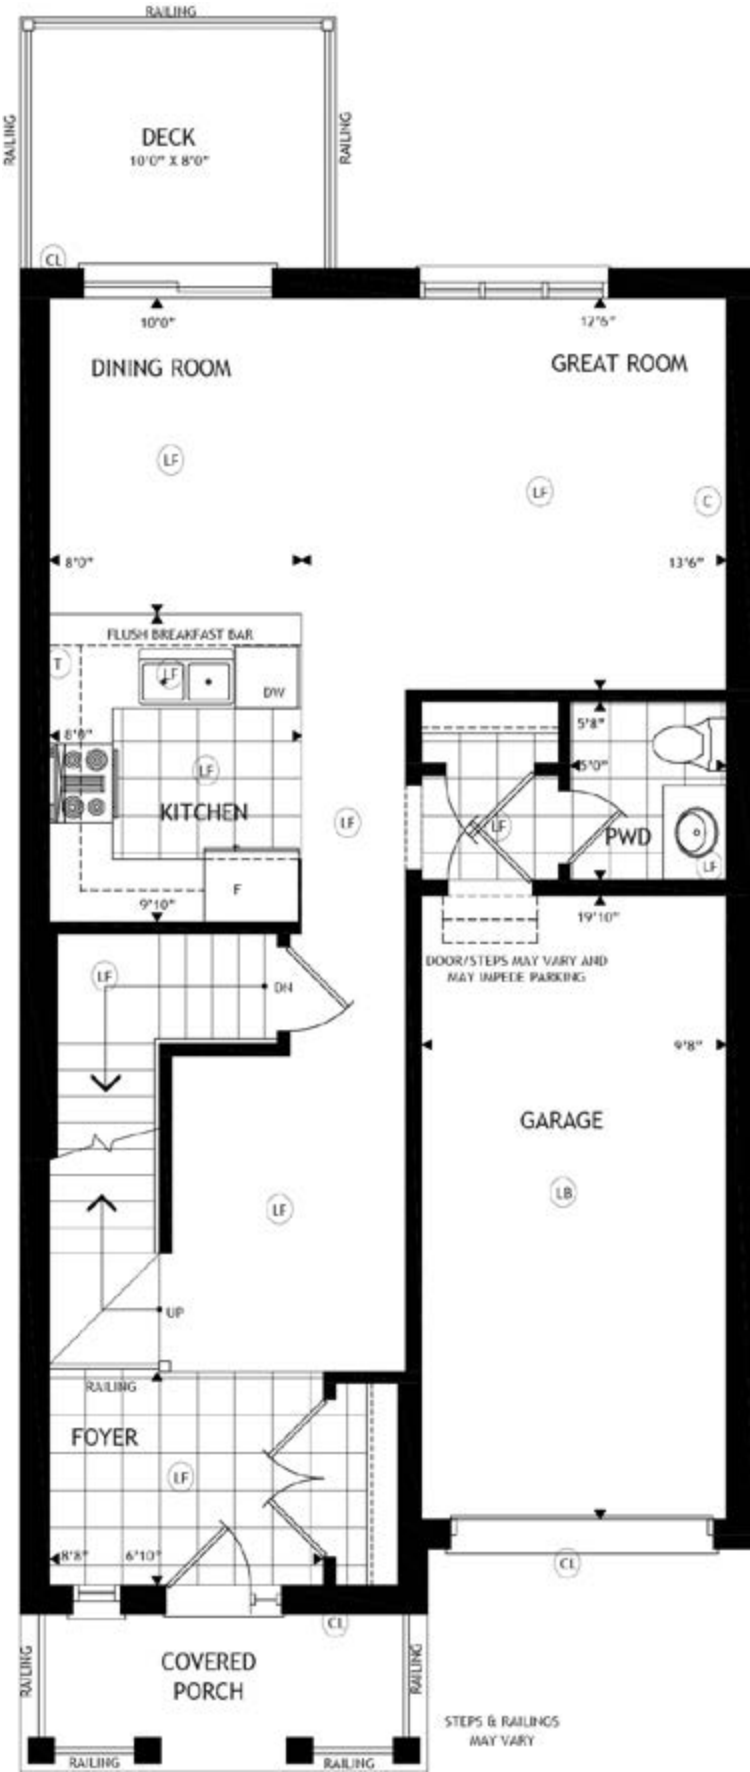 RAILING
RAILING
RAILING
DECK
10'0" X 8'0"
CL
10'0"
12'6"
DINING ROOM
GREAT ROOM
LF
LF
C
8'0"
13'6"
FLUSH BREAKFAST BAR
T
LF
DW
8'0"
5'8"
5'0"
LF
KITCHEN
LF
LF
PWD
LF
F
9'10"
19'10"
DOOR/STEPS MAY VARY AND
MAY IMPEDE PARKING
LF
DN
9'8"
GARAGE
LB
LF
UP
RAILING
FOYER
LF
8'8"
6'10"
CL
CL
COVERED
PORCH
RAILING
RAILING
STEPS & RAILINGS
MAY VARY
RAILING
RAILING